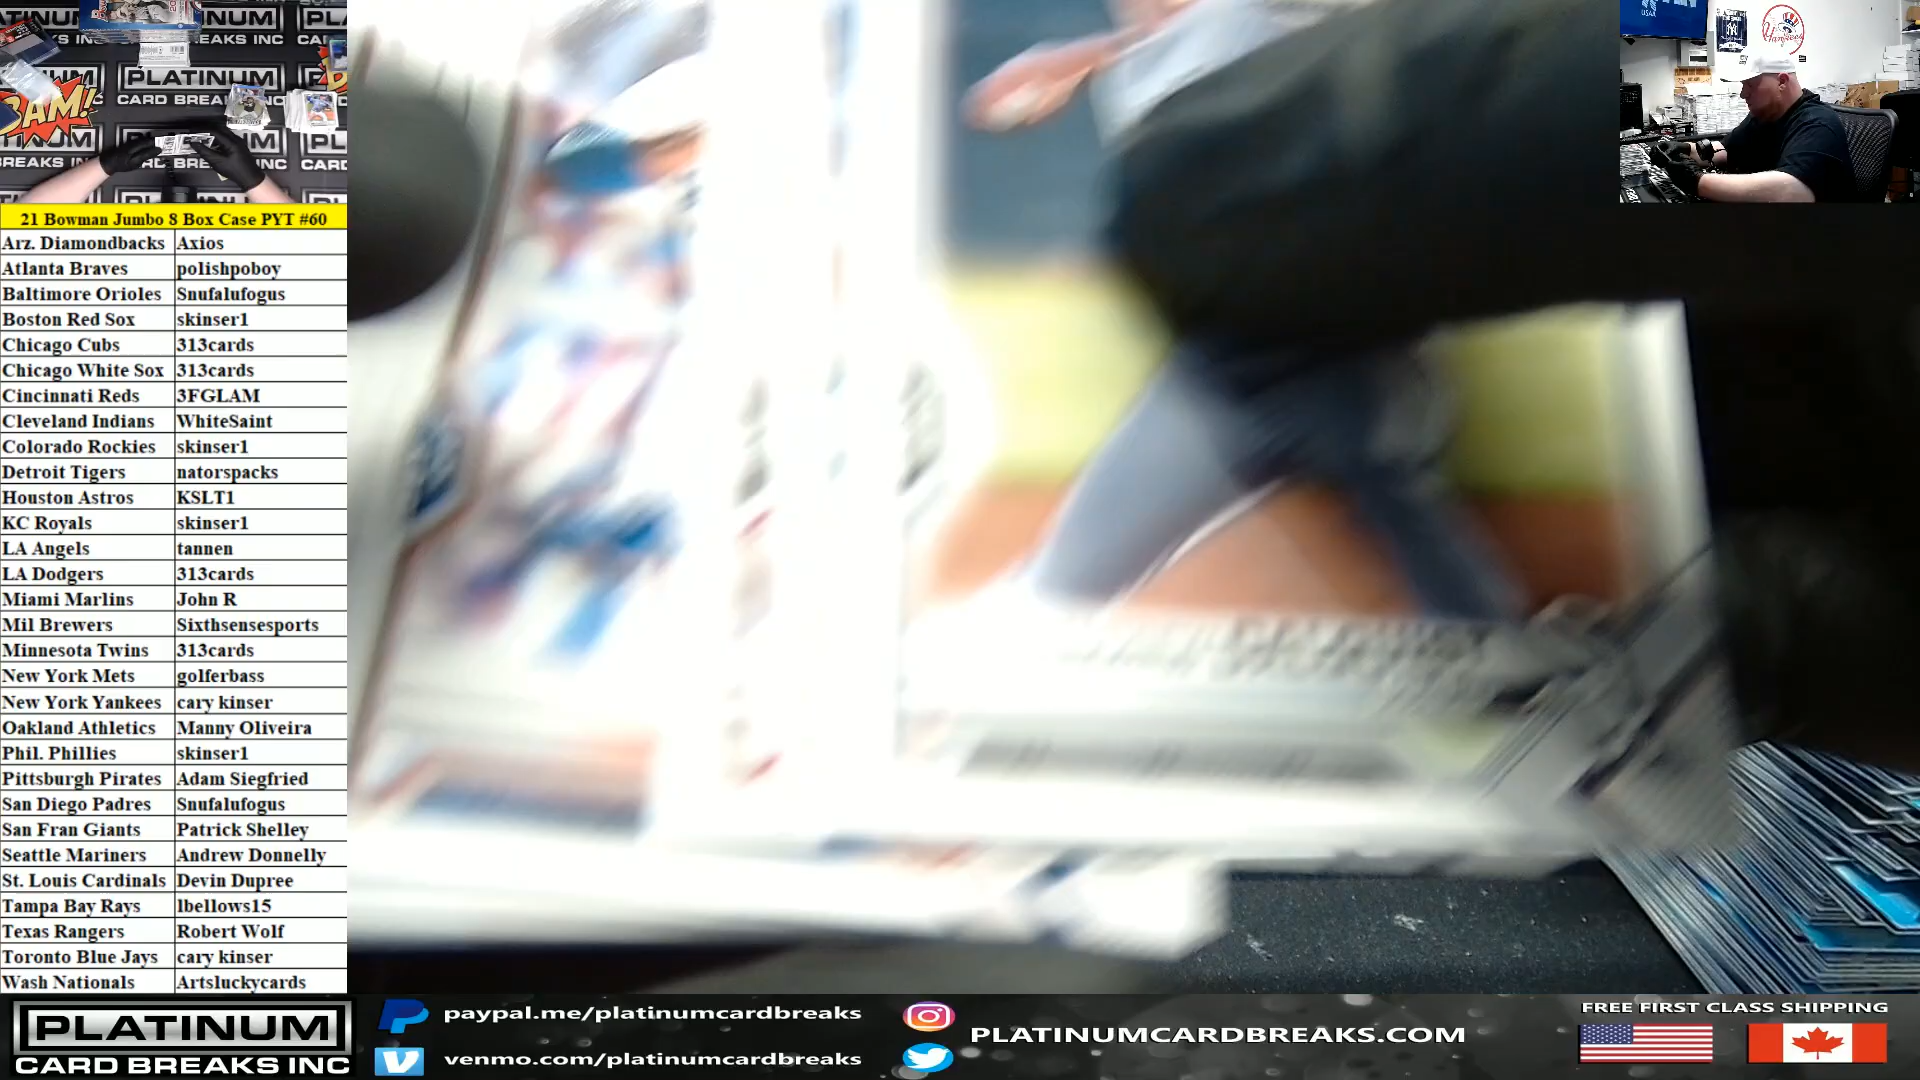 PLATINUM
CARD BREAKS INC
BAM!
Yankees
21 Bowman Jumbo 8 Box Case PYT #60
Arz. Diamondbacks Axios
Atlanta Braves polishpoboy
Baltimore Orioles Snufalufogus
Boston Red Sox skinser1
Chicago Cubs 313cards
Chicago White Sox 313cards
Cincinnati Reds 3FGLAM
Cleveland Indians WhiteSaint
Colorado Rockies skinser1
Detroit Tigers natorspacks
Houston Astros KSLT1
KC Royals skinser1
LA Angels tannen
LA Dodgers 313cards
Miami Marlins John R
Mil Brewers Sixthsensesports
Minnesota Twins 313cards
New York Mets golferbass
New York Yankees cary kinser
Oakland Athletics Manny Oliveira
Phil. Phillies skinser1
Pittsburgh Pirates Adam Siegfried
San Diego Padres Snufalufogus
San Fran Giants Patrick Shelley
Seattle Mariners Andrew Donnelly
St. Louis Cardinals Devin Dupree
Tampa Bay Rays lbellows15
Texas Rangers Robert Wolf
Toronto Blue Jays cary kinser
Wash Nationals Artsluckycards
PLATINUM
CARD BREAKS INC
paypal.me/platinumcardbreaks
venmo.com/platinumcardbreaks
PLATINUMCARDBREAKS.COM
FREE FIRST CLASS SHIPPING